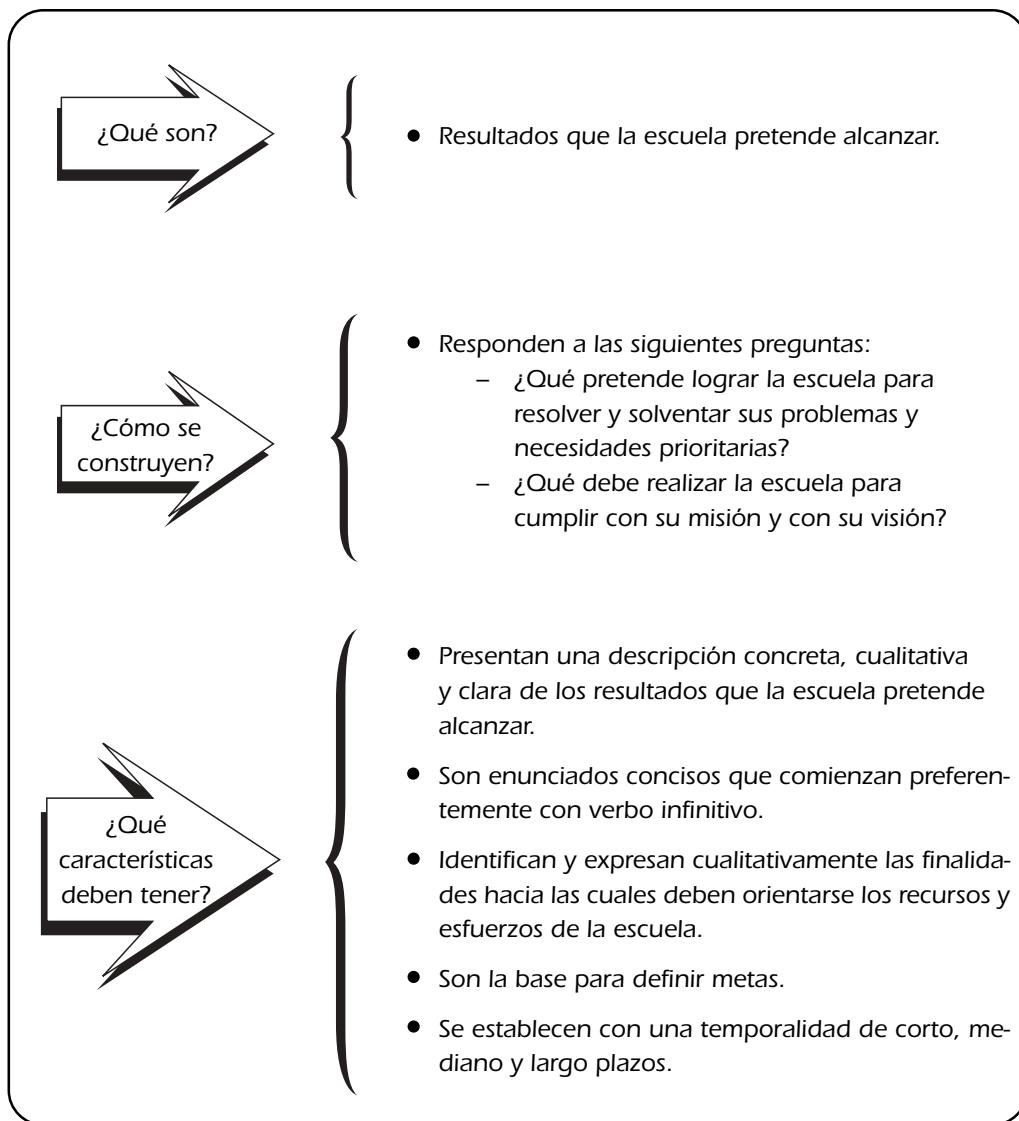 ¿Qué son?
● Resultados que la escuela pretende alcanzar.
¿Cómo se
construyen?
● Responden a las siguientes preguntas:
– ¿Qué pretende lograr la escuela para
resolver y solventar sus problemas y
necesidades prioritarias?
– ¿Qué debe realizar la escuela para
cumplir con su misión y con su visión?
¿Qué
características
deben tener?
● Presentan una descripción concreta, cualitativa
y clara de los resultados que la escuela pretende
alcanzar.
● Son enunciados concisos que comienzan preferen-
temente con verbo infinitivo.
● Identifican y expresan cualitativamente las finalida-
des hacia las cuales deben orientarse los recursos y
esfuerzos de la escuela.
● Son la base para definir metas.
● Se establecen con una temporalidad de corto, me-
diano y largo plazos.